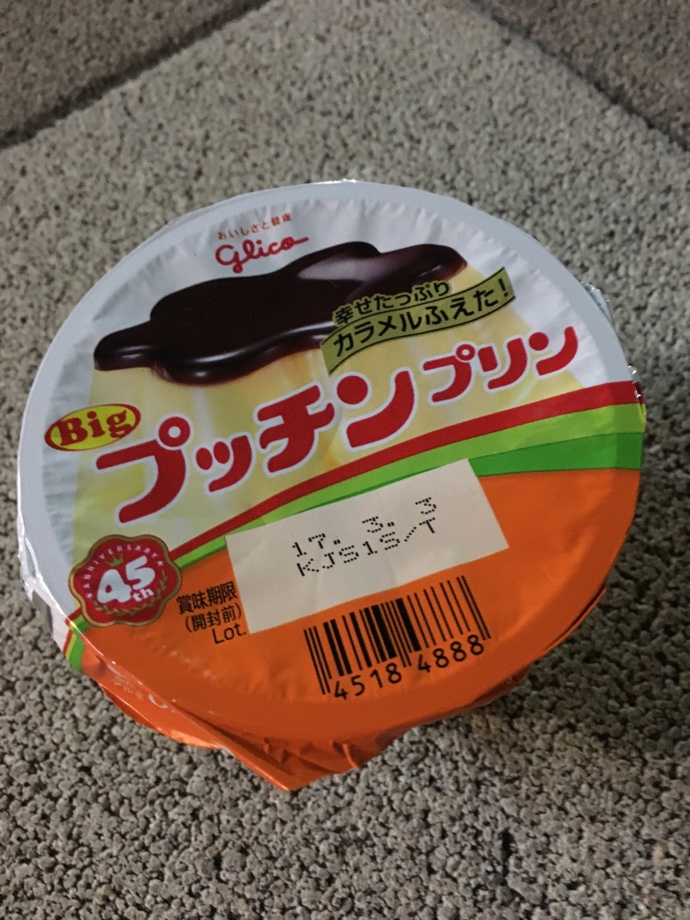 おいしさと健康
glico
幸せたっぷり
カラメルふえた!
Big
プッチンプリン
17. 3. 3
KJS1S/T
ANNIVERSARY
45th
賞味期限
(開封前)
Lot.
4518 4888